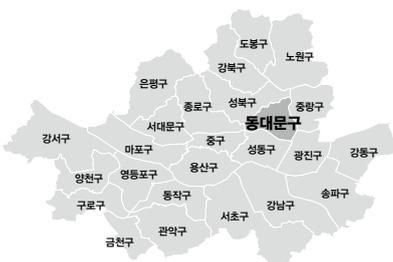 도봉구
노원구
강북구
은평구
종로구
성북구
중랑구
동대문구
서대문구
강서구
중구
마포구
성동구
광진구
강동구
용산구
양천구
영등포구
동작구
송파구
구로구
강남구
서초구
관악구
금천구